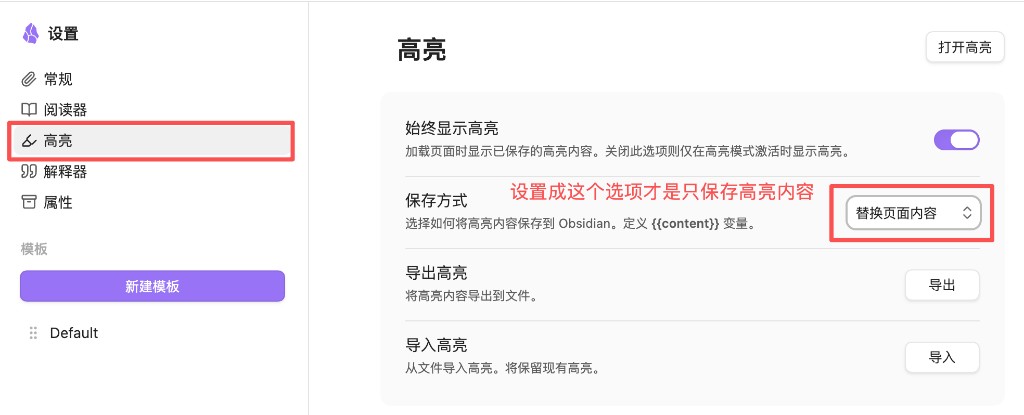 设置
常规
阅读器
高亮
解释器
属性
模板
新建模板
Default
高亮
打开高亮
始终显示高亮
加载页面时显示已保存的高亮内容。关闭此选项则仅在高亮模式激活时显示高亮。
设置成这个选项才是只保存高亮内容
保存方式
选择如何将高亮内容保存到 Obsidian。定义 {{content}} 变量。
替换页面内容
导出高亮
将高亮内容导出到文件。
导出
导入高亮
从文件导入高亮。将保留现有高亮。
导入